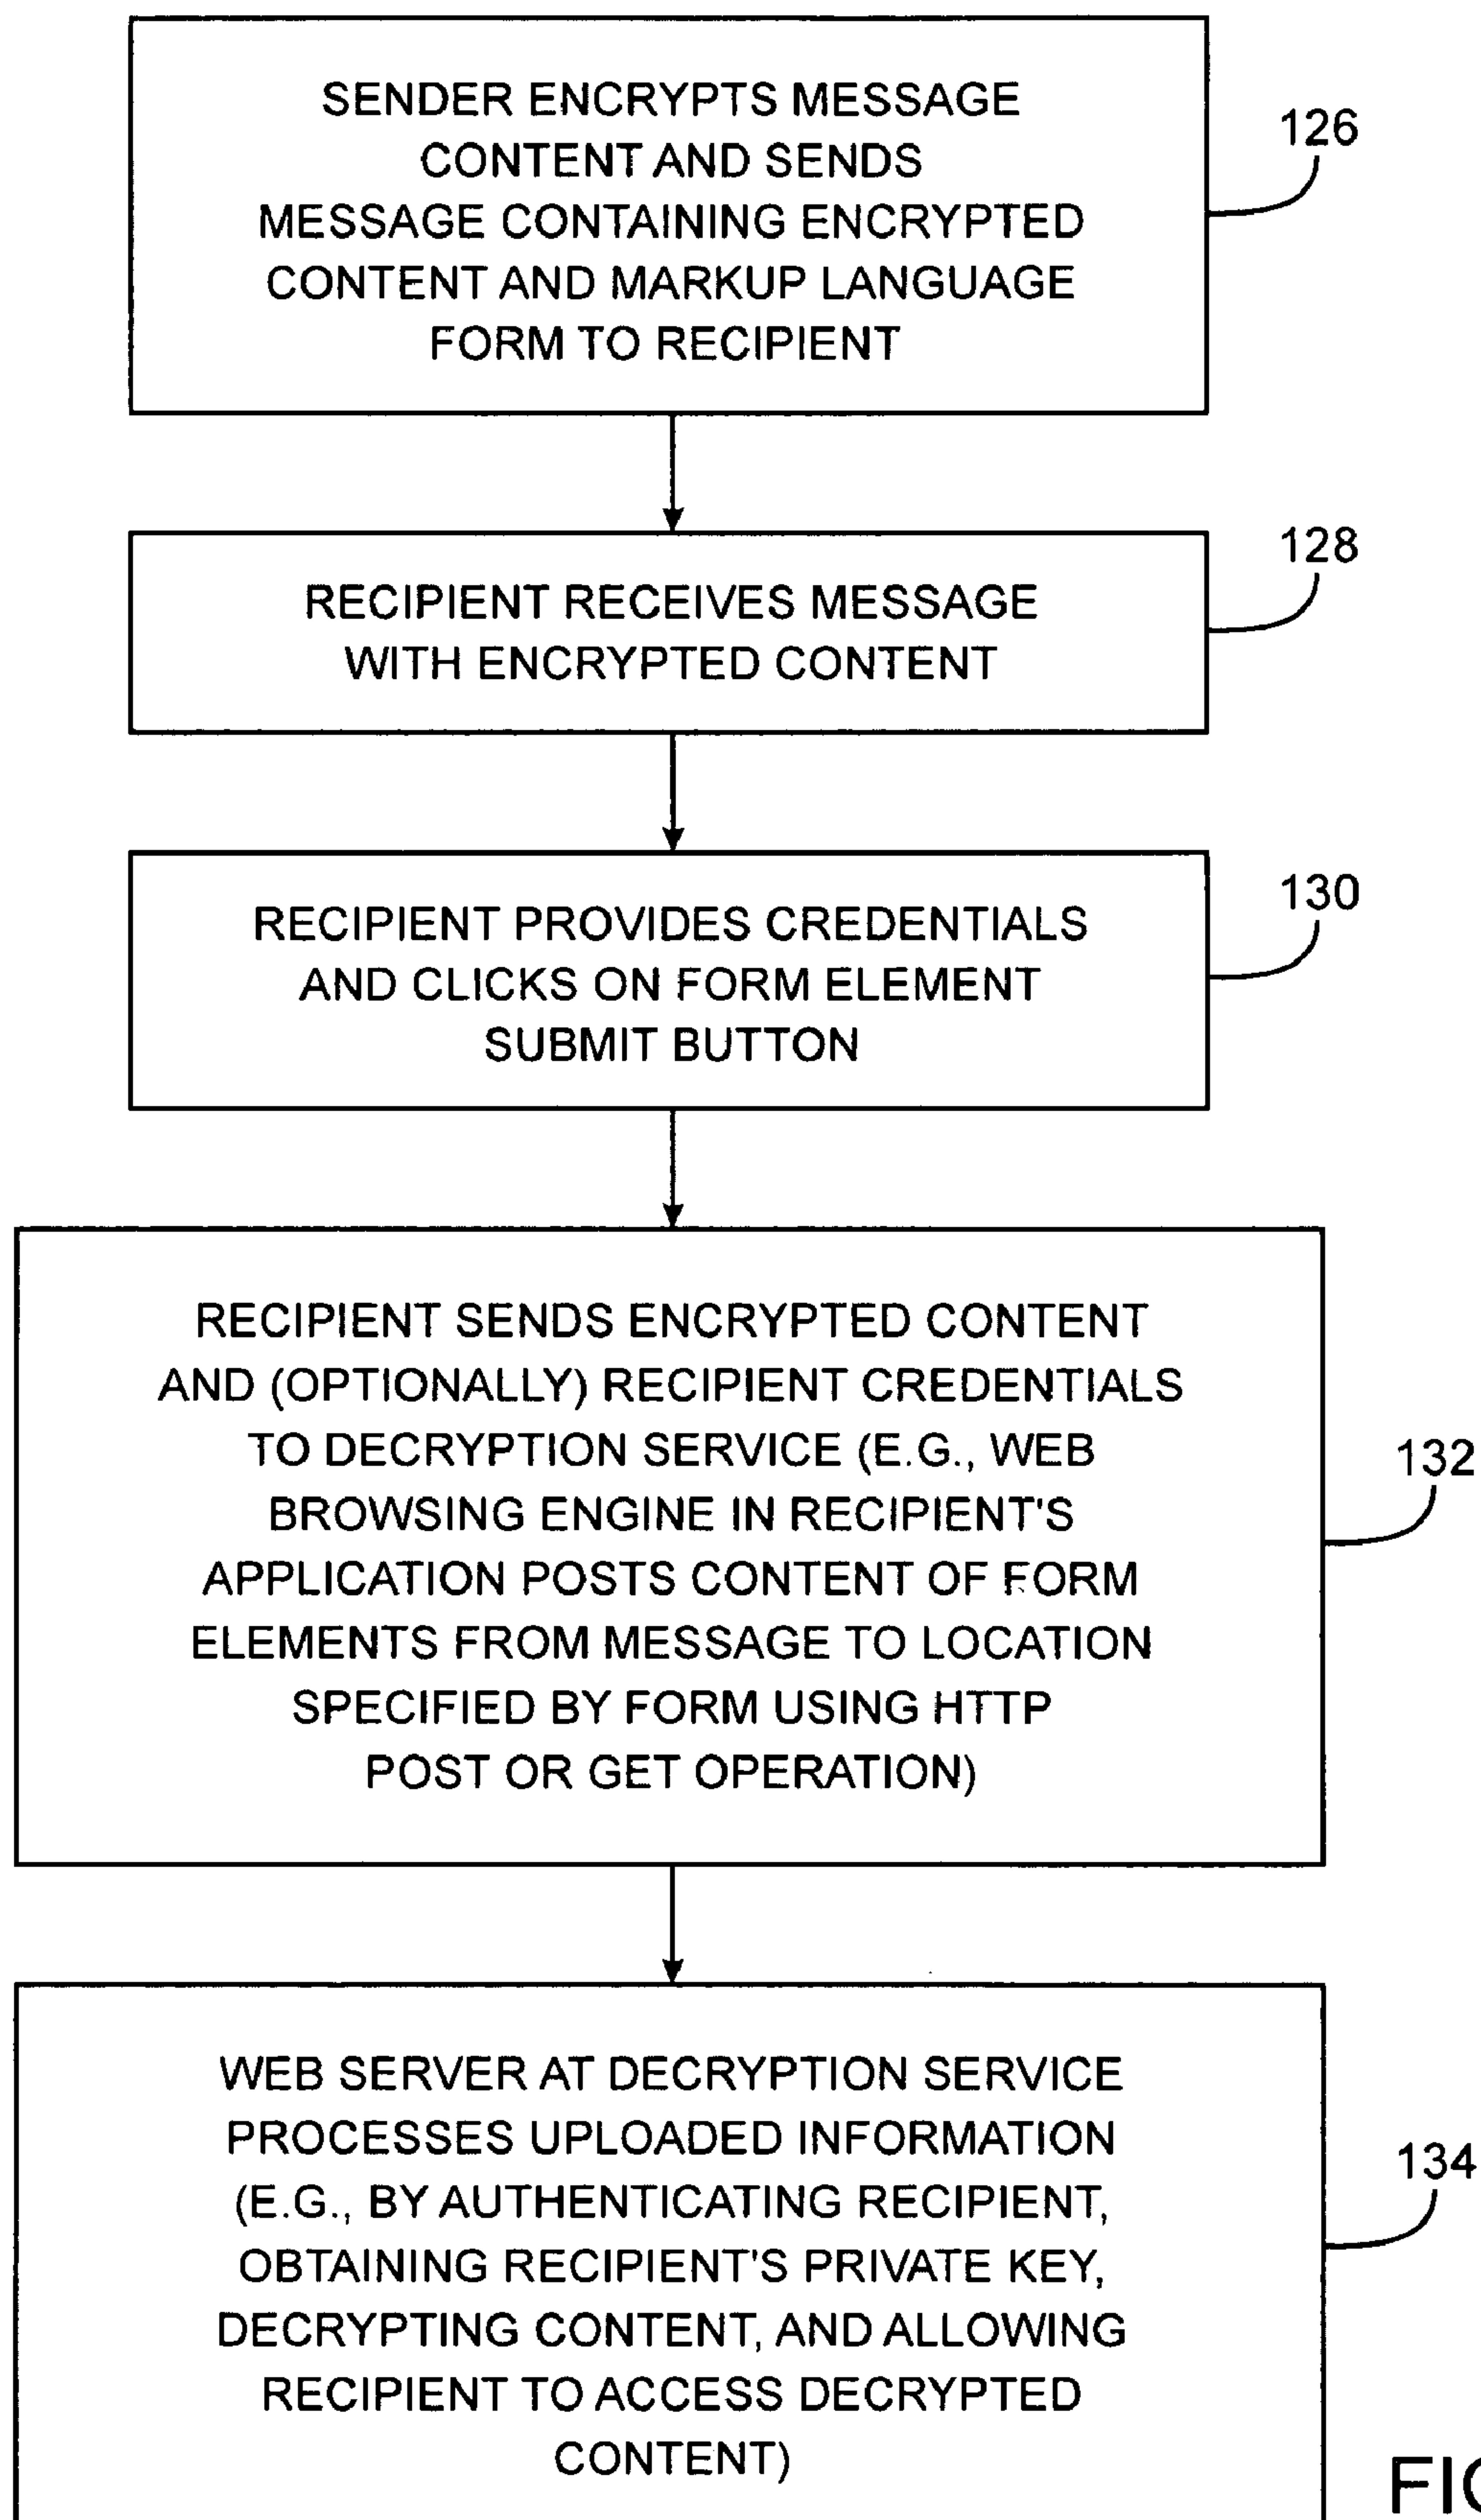 SENDER ENCRYPTS MESSAGE
CONTENT AND SENDS
MESSAGE CONTAINING ENCRYPTED
CONTENT AND MARKUP LANGUAGE
FORM TO RECIPIENT
126
RECIPIENT RECEIVES MESSAGE
WITH ENCRYPTED CONTENT
128
RECIPIENT PROVIDES CREDENTIALS
AND CLICKS ON FORM ELEMENT
SUBMIT BUTTON
130
RECIPIENT SENDS ENCRYPTED CONTENT
AND (OPTIONALLY) RECIPIENT CREDENTIALS
TO DECRYPTION SERVICE (E.G., WEB
BROWSING ENGINE IN RECIPIENT'S
APPLICATION POSTS CONTENT OF FORM
ELEMENTS FROM MESSAGE TO LOCATION
SPECIFIED BY FORM USING HTTP
POST OR GET OPERATION)
132
WEB SERVER AT DECRYPTION SERVICE
PROCESSES UPLOADED INFORMATION
(E.G., BY AUTHENTICATING RECIPIENT,
OBTAINING RECIPIENT'S PRIVATE KEY,
DECRYPTING CONTENT, AND ALLOWING
RECIPIENT TO ACCESS DECRYPTED
CONTENT)
134